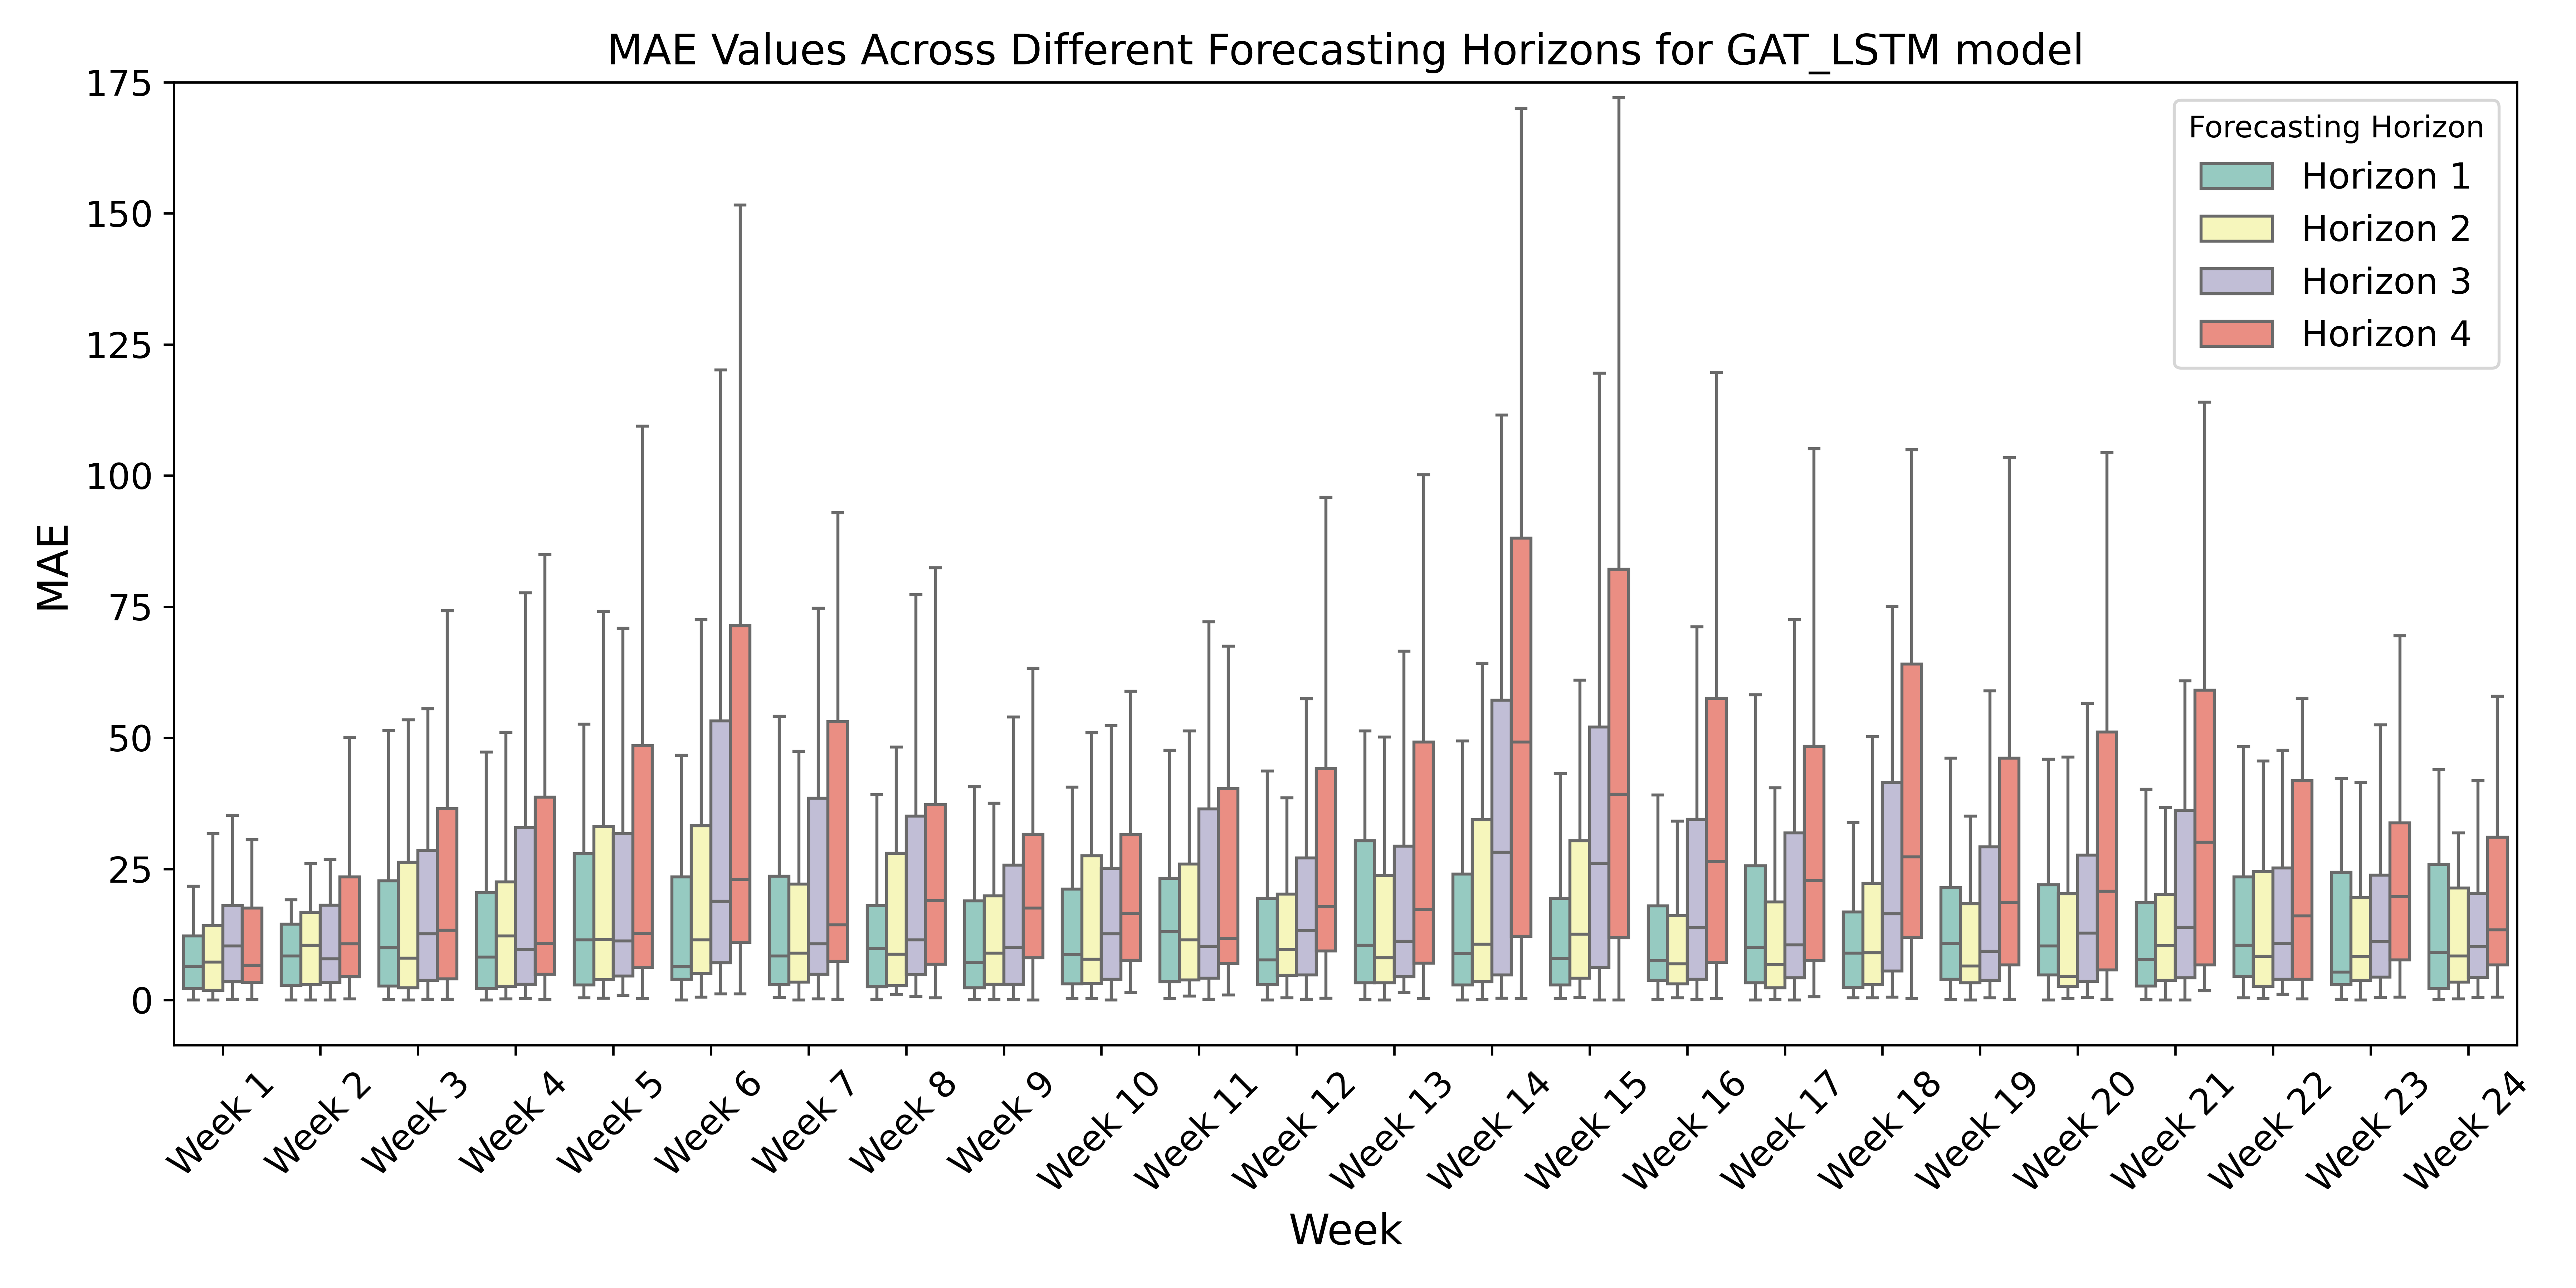 MAE Values Across Different Forecasting Horizons for GAT_LSTM model
MAE
175
150
125
100
75
50
25
0
Forecasting Horizon
Horizon 1
Horizon 2
Horizon 3
Horizon 4
Week 1
Week 2
Week 3
Week 4
Week 5
Week 6
Week 7
Week 8
Week 9
Week 10
Week 11
Week 12
Week 13
Week 14
Week 15
Week 16
Week 17
Week 18
Week 19
Week 20
Week 21
Week 22
Week 23
Week 24
Week